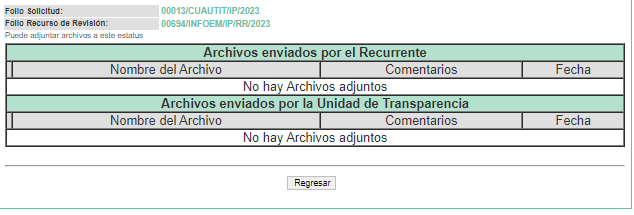 Folio Solicitud: 00013/CUAUTIT/IP/2023
Folio Recurso de Revisión: 00694/INFOEM/IP/RR/2023
Puede adjuntar archivos a este estatus
Archivos enviados por el Recurrente
Nombre del Archivo Comentarios Fecha
No hay Archivos adjuntos
Archivos enviados por la Unidad de Transparencia
Nombre del Archivo Comentarios Fecha
No hay Archivos adjuntos
Regresar